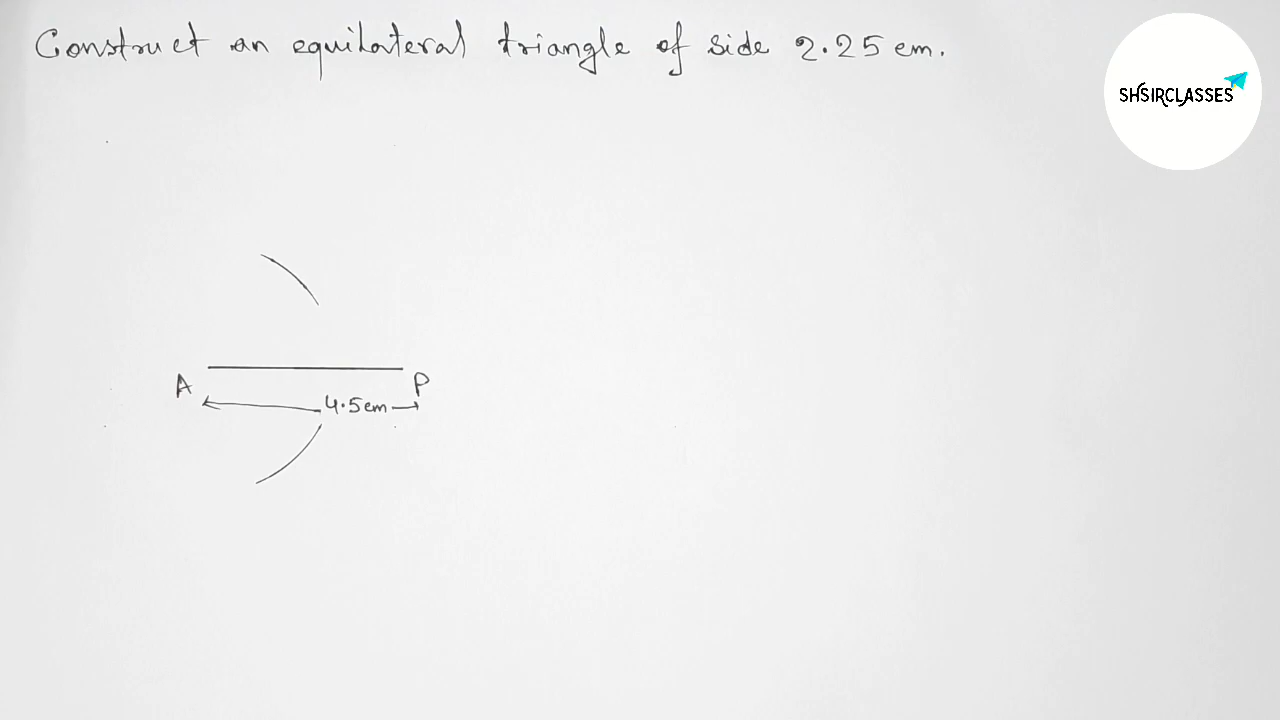 Construct an equilateral triangle of side 2.25 cm.
SHSIRCLASSES
A
P
4.5cm